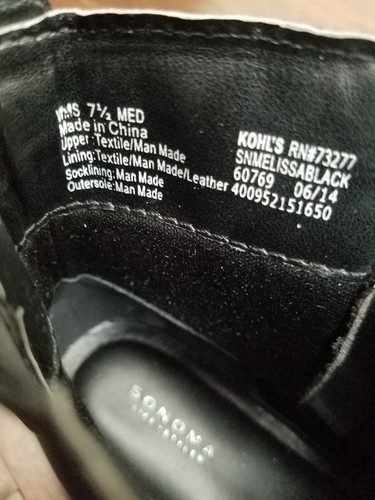 WMS 7½ MED
Made in China
Upper:Textile/Man Made
Lining:Textile/Man Made/Leather
Socklining:Man Made
Outersole:Man Made
KOHL'S RN#73277
SNMELISSABLACK
60769 06/14
400952151650
SONOMA